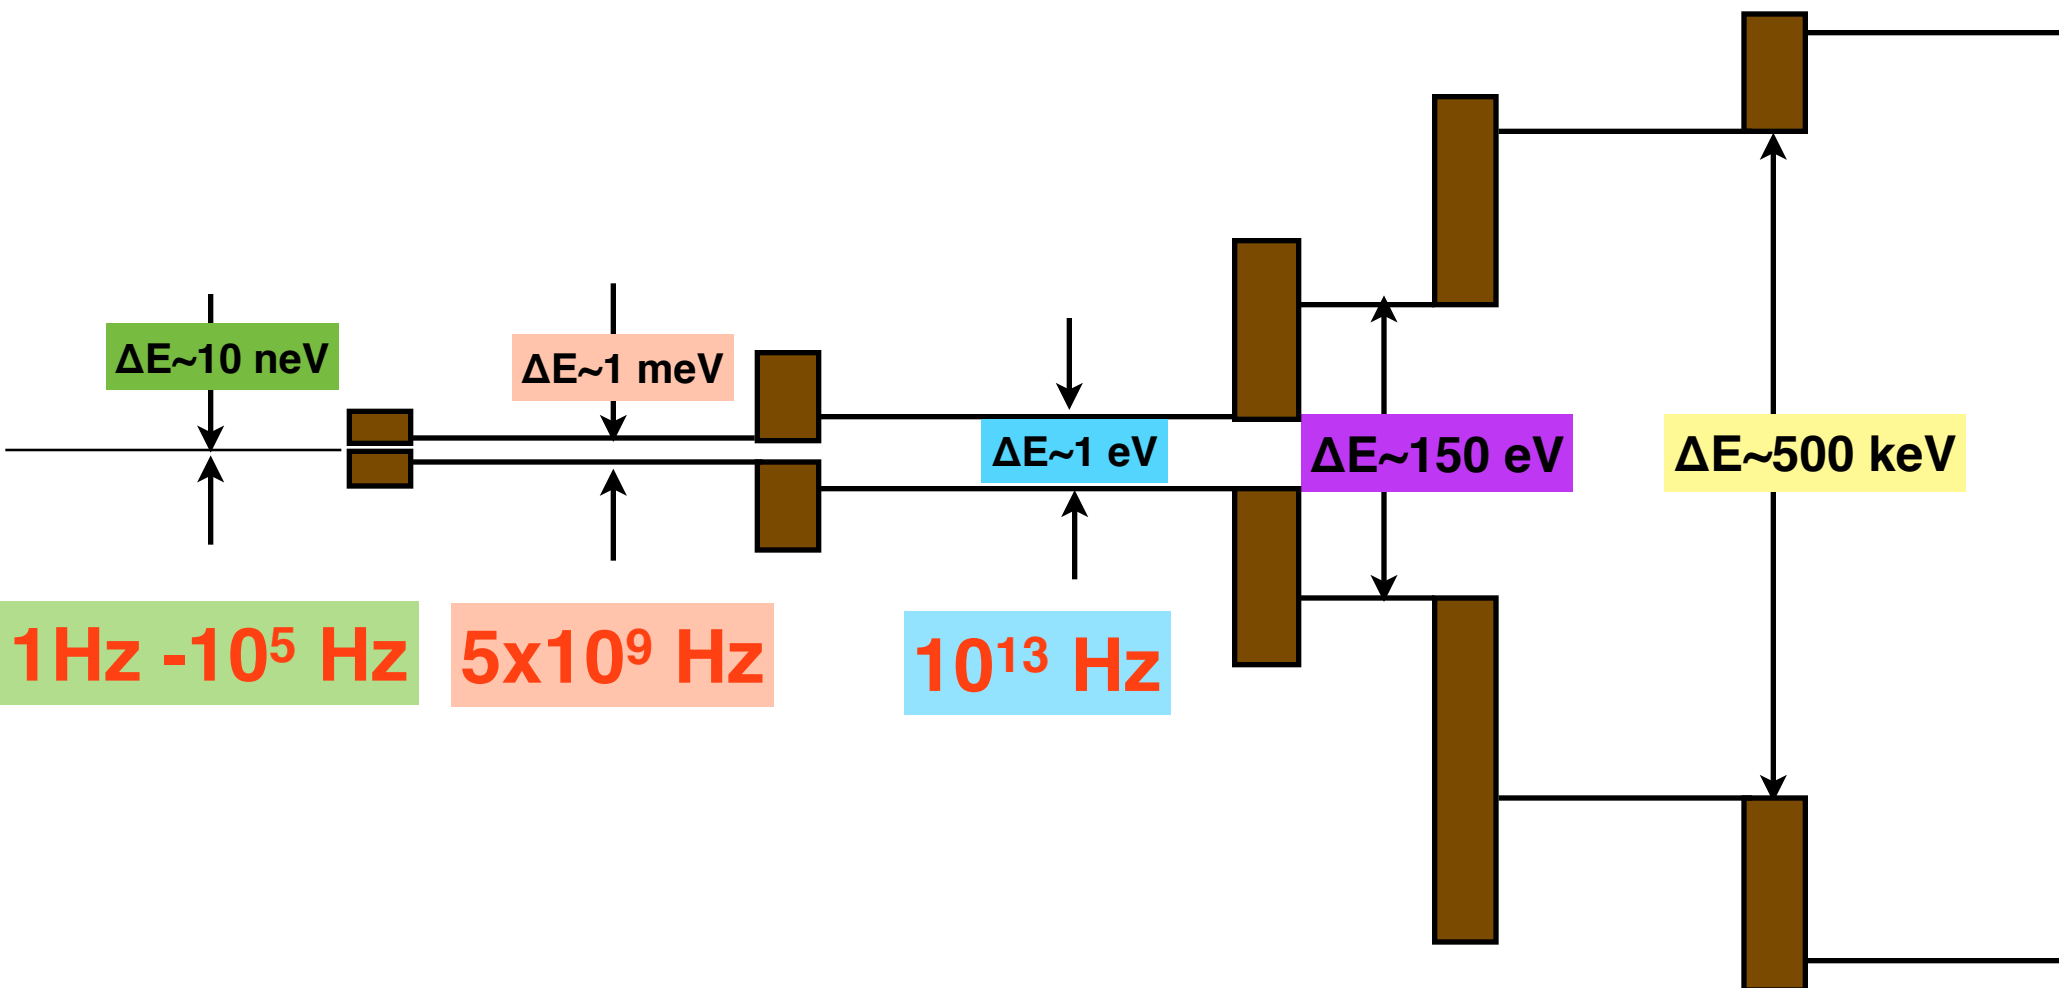 ΔE~10 neV
ΔE~1 meV
ΔE~1 eV
ΔE~150 eV
ΔE~500 keV
1Hz -10⁵ Hz
5x10⁹ Hz
10¹³ Hz